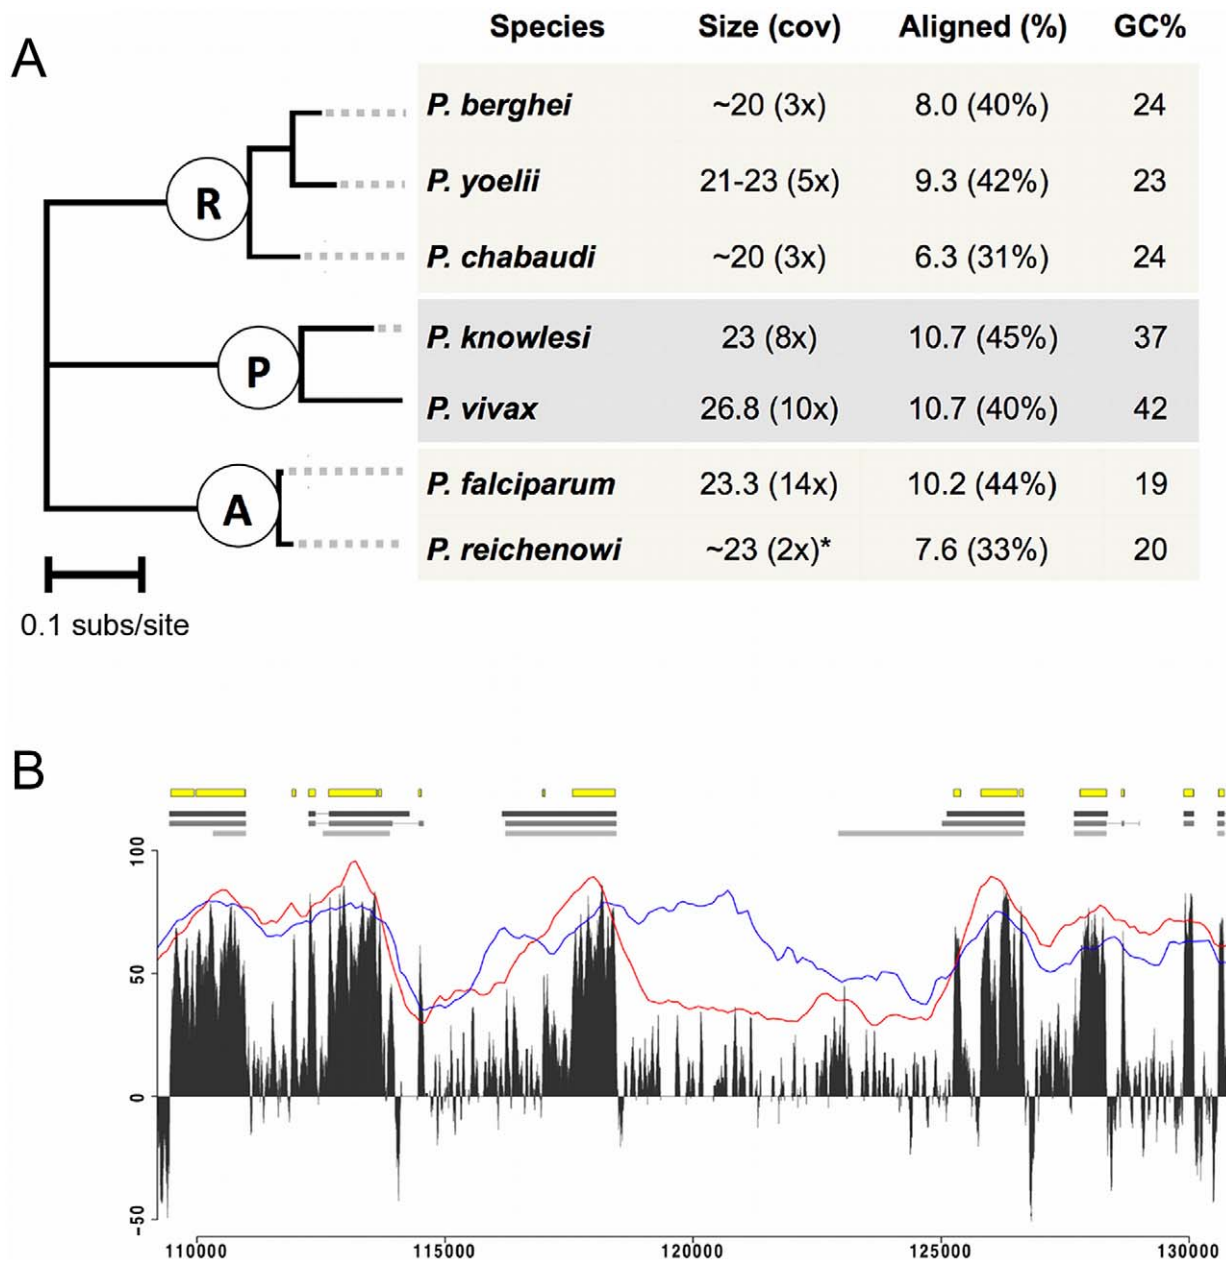 A
Species Size (cov) Aligned (%) GC%
P. berghei ~20 (3x) 8.0 (40%) 24
P. yoelii 21-23 (5x) 9.3 (42%) 23
P. chabaudi ~20 (3x) 6.3 (31%) 24
P. knowlesi 23 (8x) 10.7 (45%) 37
P. vivax 26.8 (10x) 10.7 (40%) 42
P. falciparum 23.3 (14x) 10.2 (44%) 19
P. reichenowi ~23 (2x)* 7.6 (33%) 20
R
P
A
0.1 subs/site
B
100
50
0
-50
110000 115000 120000 125000 130000